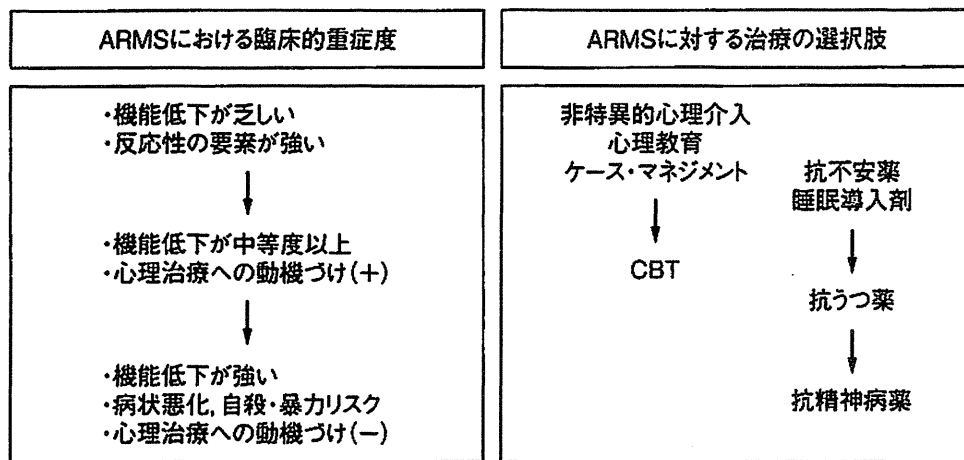 ARMSにおける臨床的重症度
・機能低下が乏しい
・反応性の要素が強い
・機能低下が中等度以上
・心理治療への動機づけ(+)
・機能低下が強い
・病状悪化,自殺・暴力リスク
・心理治療への動機づけ(−)
ARMSに対する治療の選択肢
非特異的心理介入
心理教育
ケース・マネジメント
CBT
抗不安薬
睡眠導入剤
抗うつ薬
抗精神病薬